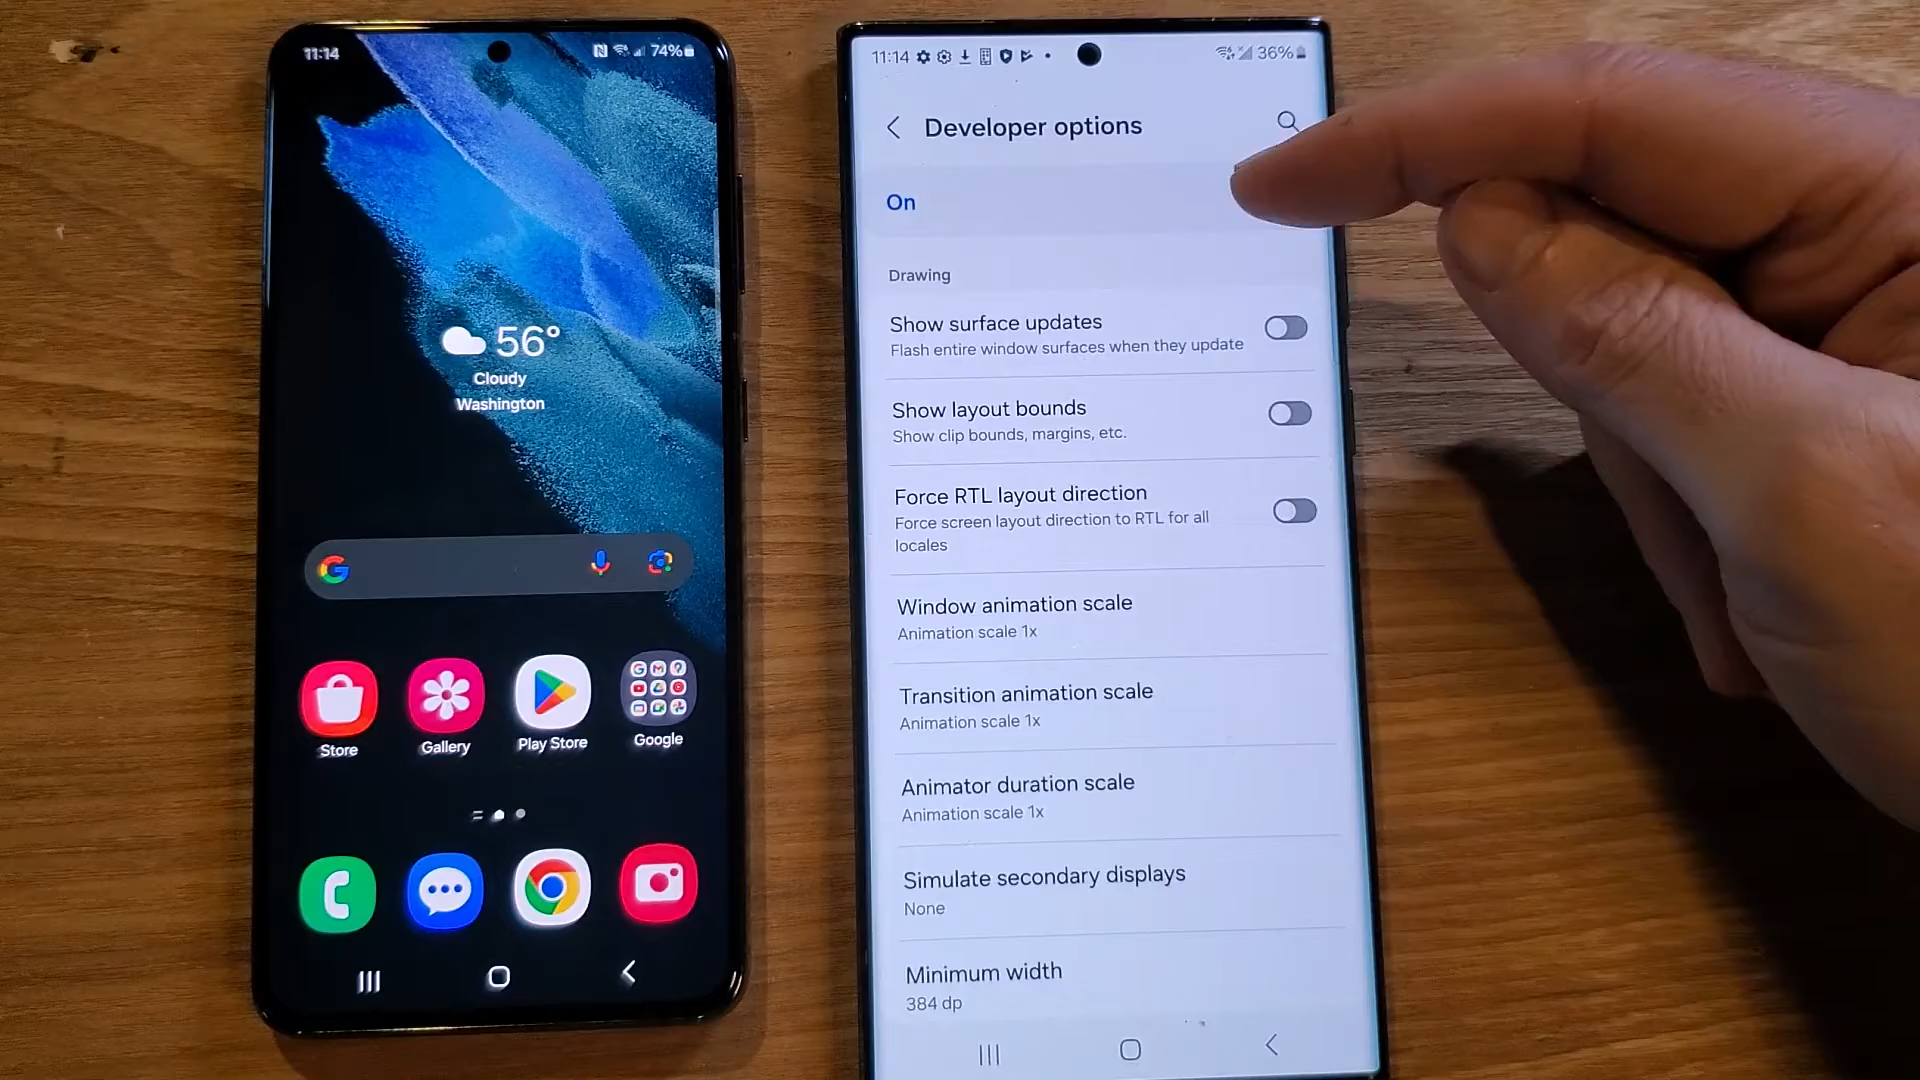 11:14
74%
56°
Cloudy
Washington
Store
Gallery
Play Store
Google
11:14
36%
Developer options
On
Drawing
Show surface updates
Flash entire window surfaces when they update
Show layout bounds
Show clip bounds, margins, etc.
Force RTL layout direction
Force screen layout direction to RTL for all
locales
Window animation scale
Animation scale 1x
Transition animation scale
Animation scale 1x
Animator duration scale
Animation scale 1x
Simulate secondary displays
None
Minimum width
384 dp